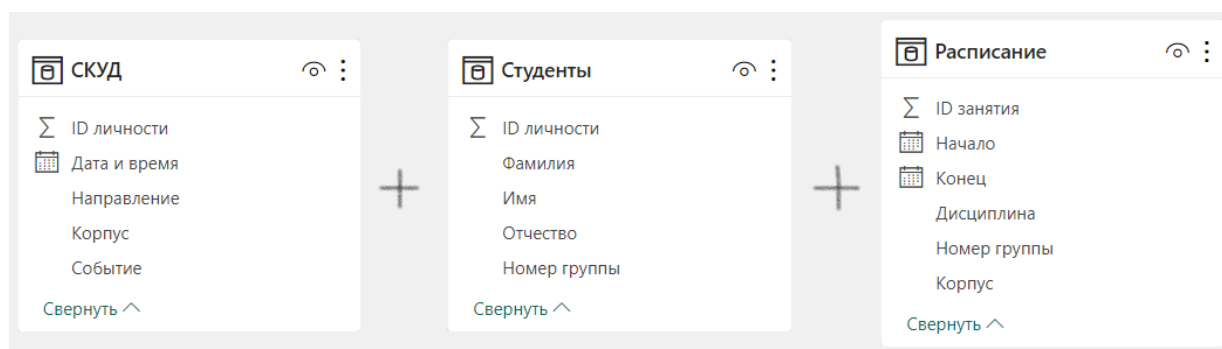 СКУД
ID личности
Дата и время
Направление
Корпус
Событие
Свернуть
Студенты
ID личности
Фамилия
Имя
Отчество
Номер группы
Свернуть
Расписание
ID занятия
Начало
Конец
Дисциплина
Номер группы
Корпус
Свернуть